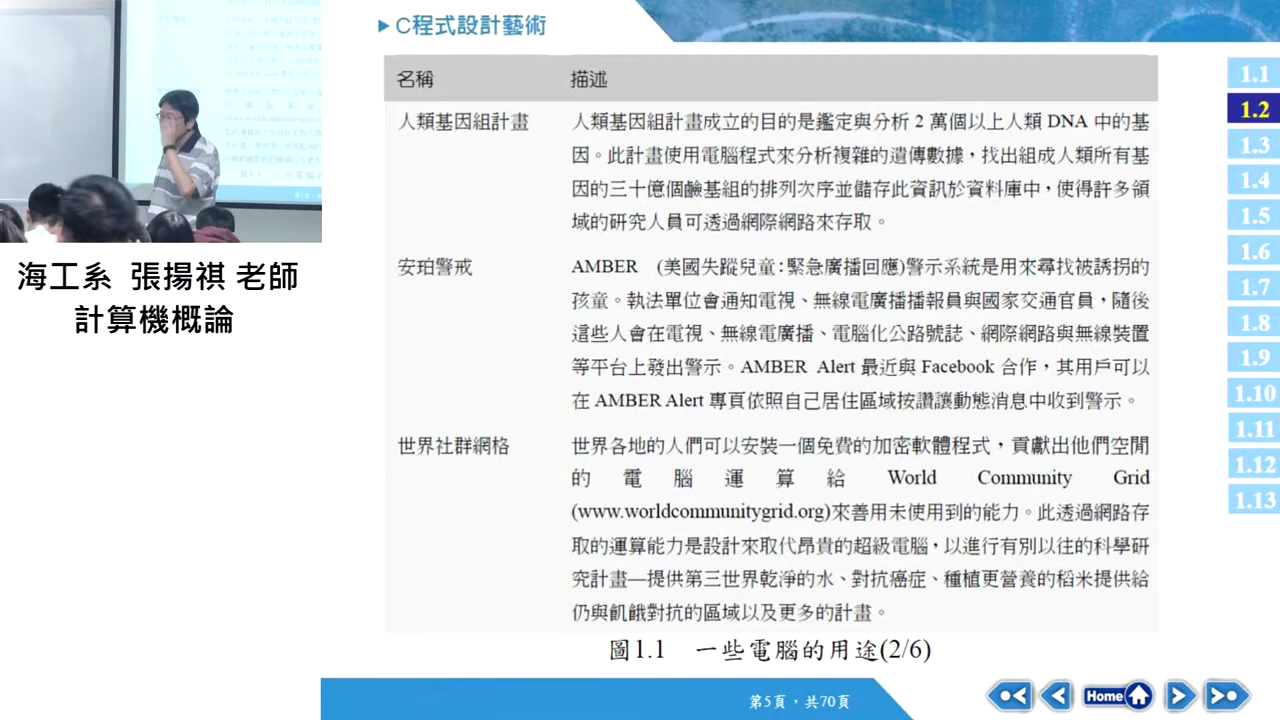 C程式設計藝術
名稱 描述
人類基因組計畫 人類基因組計畫成立的目的是鑑定與分析 2 萬個以上人類 DNA 中的基
因。此計畫使用電腦程式來分析複雜的遺傳數據，找出組成人類所有基
因的三十億個鹼基組的排列次序並儲存此資訊於資料庫中，使得許多領
域的研究人員可透過網際網路來存取。
安珀警戒 AMBER (美國失蹤兒童：緊急廣播回應)警示系統是用來尋找被誘拐的
孩童。執法單位會通知電視、無線電廣播播報員與國家交通官員，隨後
這些人會在電視、無線電廣播、電腦化公路號誌、網際網路與無線裝置
等平台上發出警示。AMBER Alert 最近與 Facebook 合作，其用戶可以
在 AMBER Alert 專頁依照自己居住區域按讚讓動態消息中收到警示。
世界社群網格 世界各地的人們可以安裝一個免費的加密軟體程式，貢獻出他們空閒
的電腦運算給 World Community Grid
(www.worldcommunitygrid.org)來善用未使用到的能力。此透過網路存
取的運算能力是設計來取代昂貴的超級電腦，以進行有別以往的科學研
究計畫—提供第三世界乾淨的水、對抗癌症、種植更營養的稻米提供給
仍與飢餓對抗的區域以及更多的計畫。
圖1.1 一些電腦的用途(2/6)
第5頁，共70頁
Home
海工系 張揚祺 老師
計算機概論
1.1
1.2
1.3
1.4
1.5
1.6
1.7
1.8
1.9
1.10
1.11
1.12
1.13